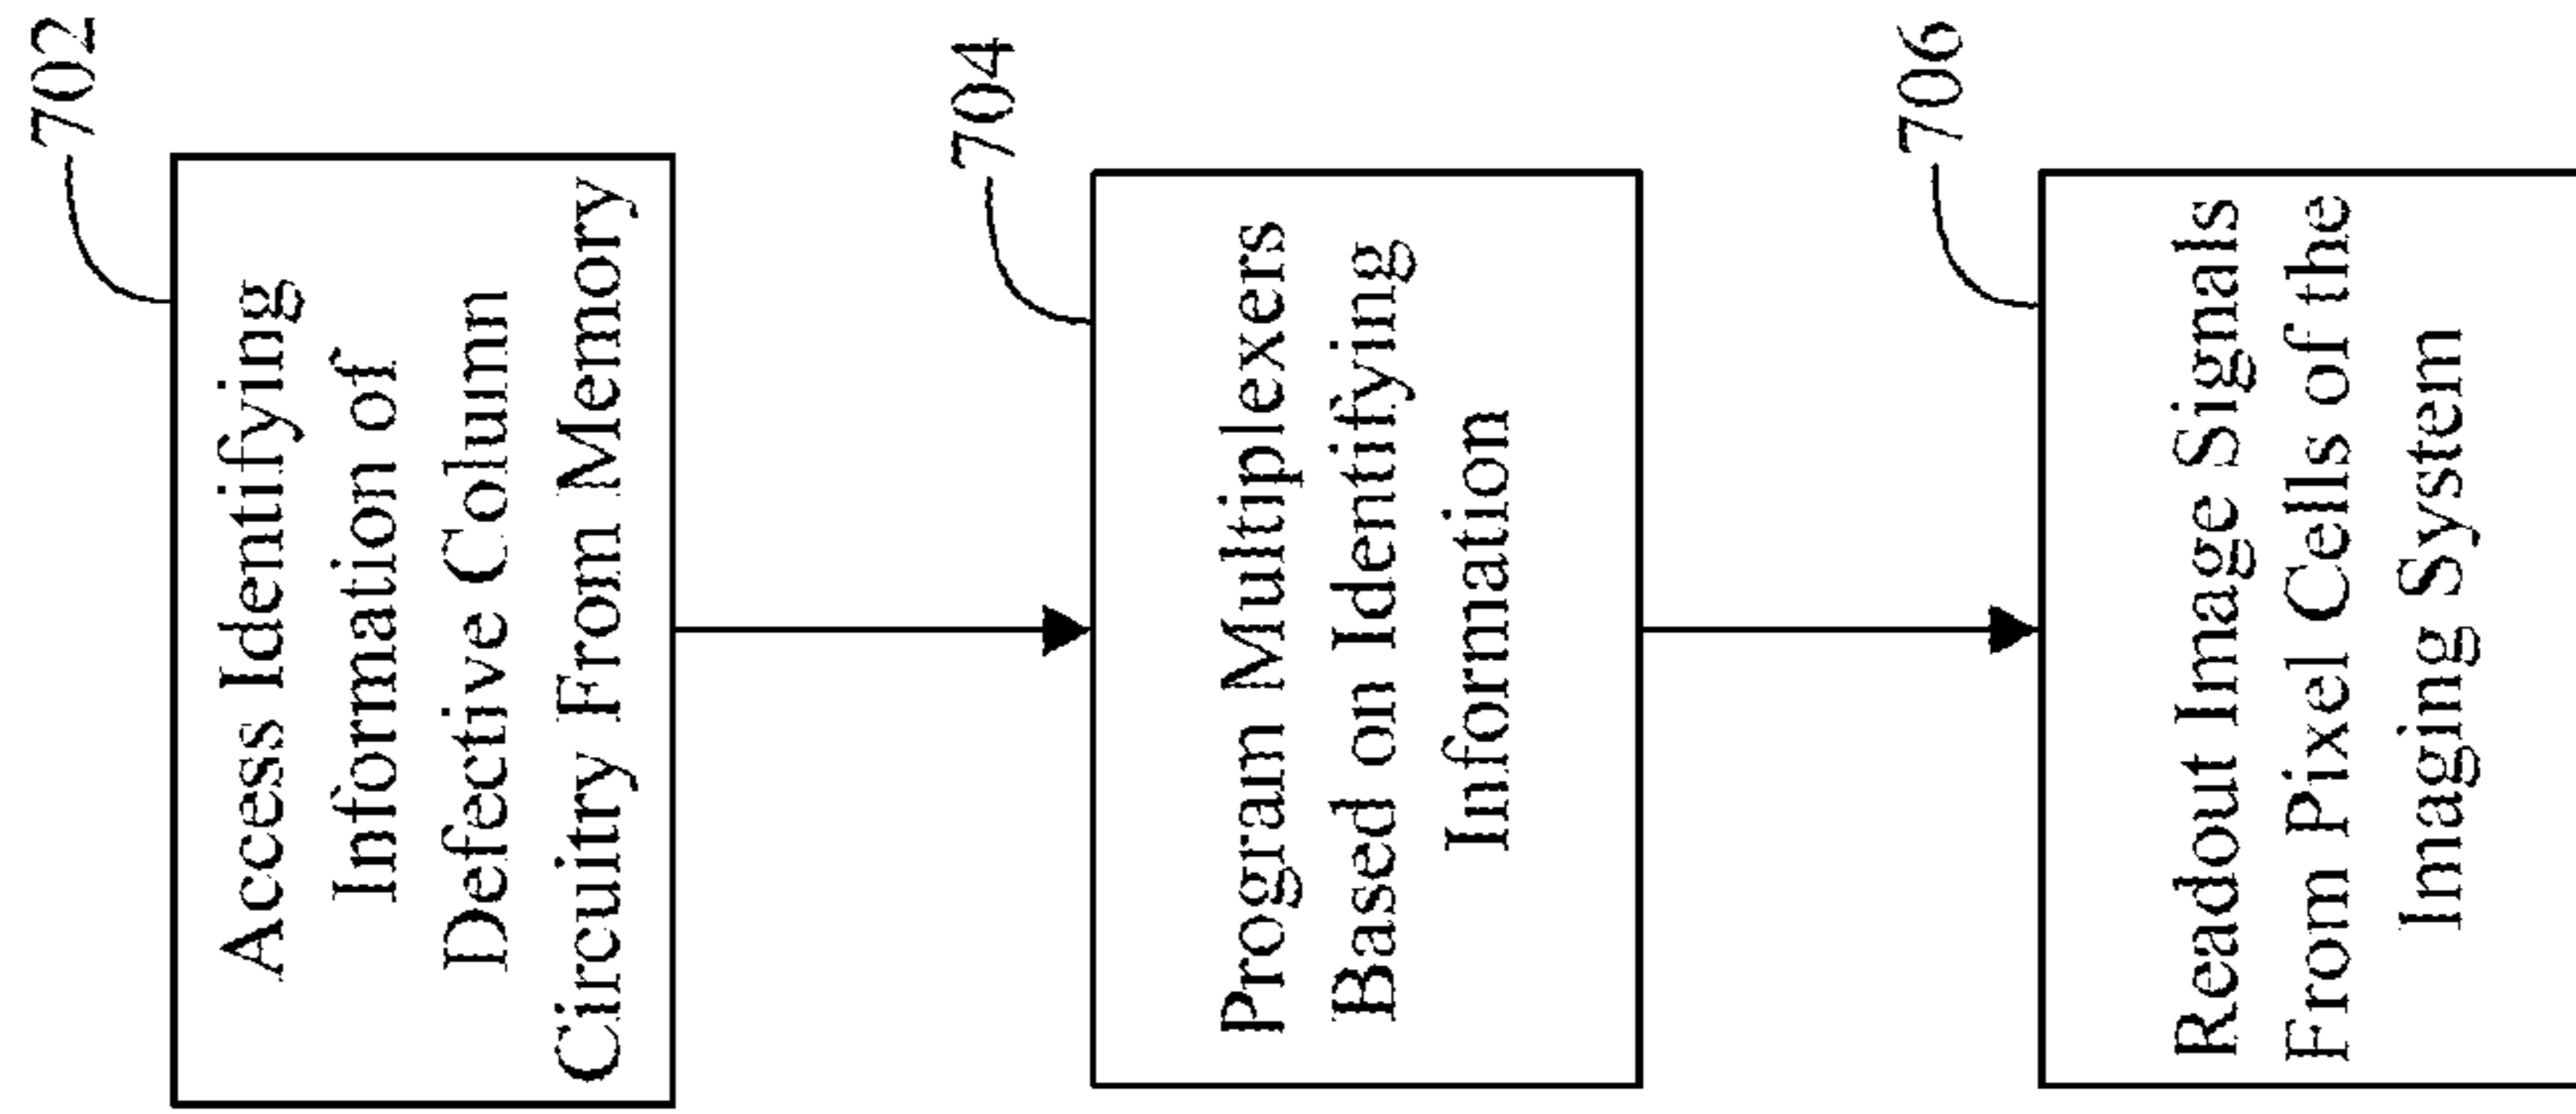 702
Access Identifying
Information of
Defective Column
Circuitry From Memory
704
Program Multiplexers
Based on Identifying
Information
706
Readout Image Signals
From Pixel Cells of the
Imaging System